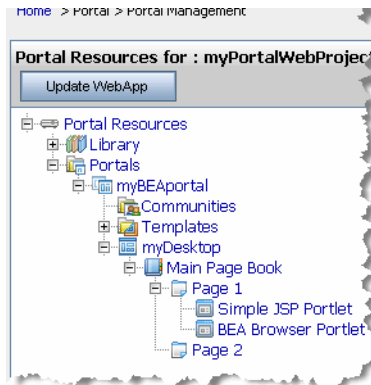 Home > Portal > Portal Management
Portal Resources for : myPortalWebProject
Update WebApp
Portal Resources
Library
Portals
myBEAportal
Communities
Templates
myDesktop
Main Page Book
Page 1
Simple JSP Portlet
BEA Browser Portlet
Page 2